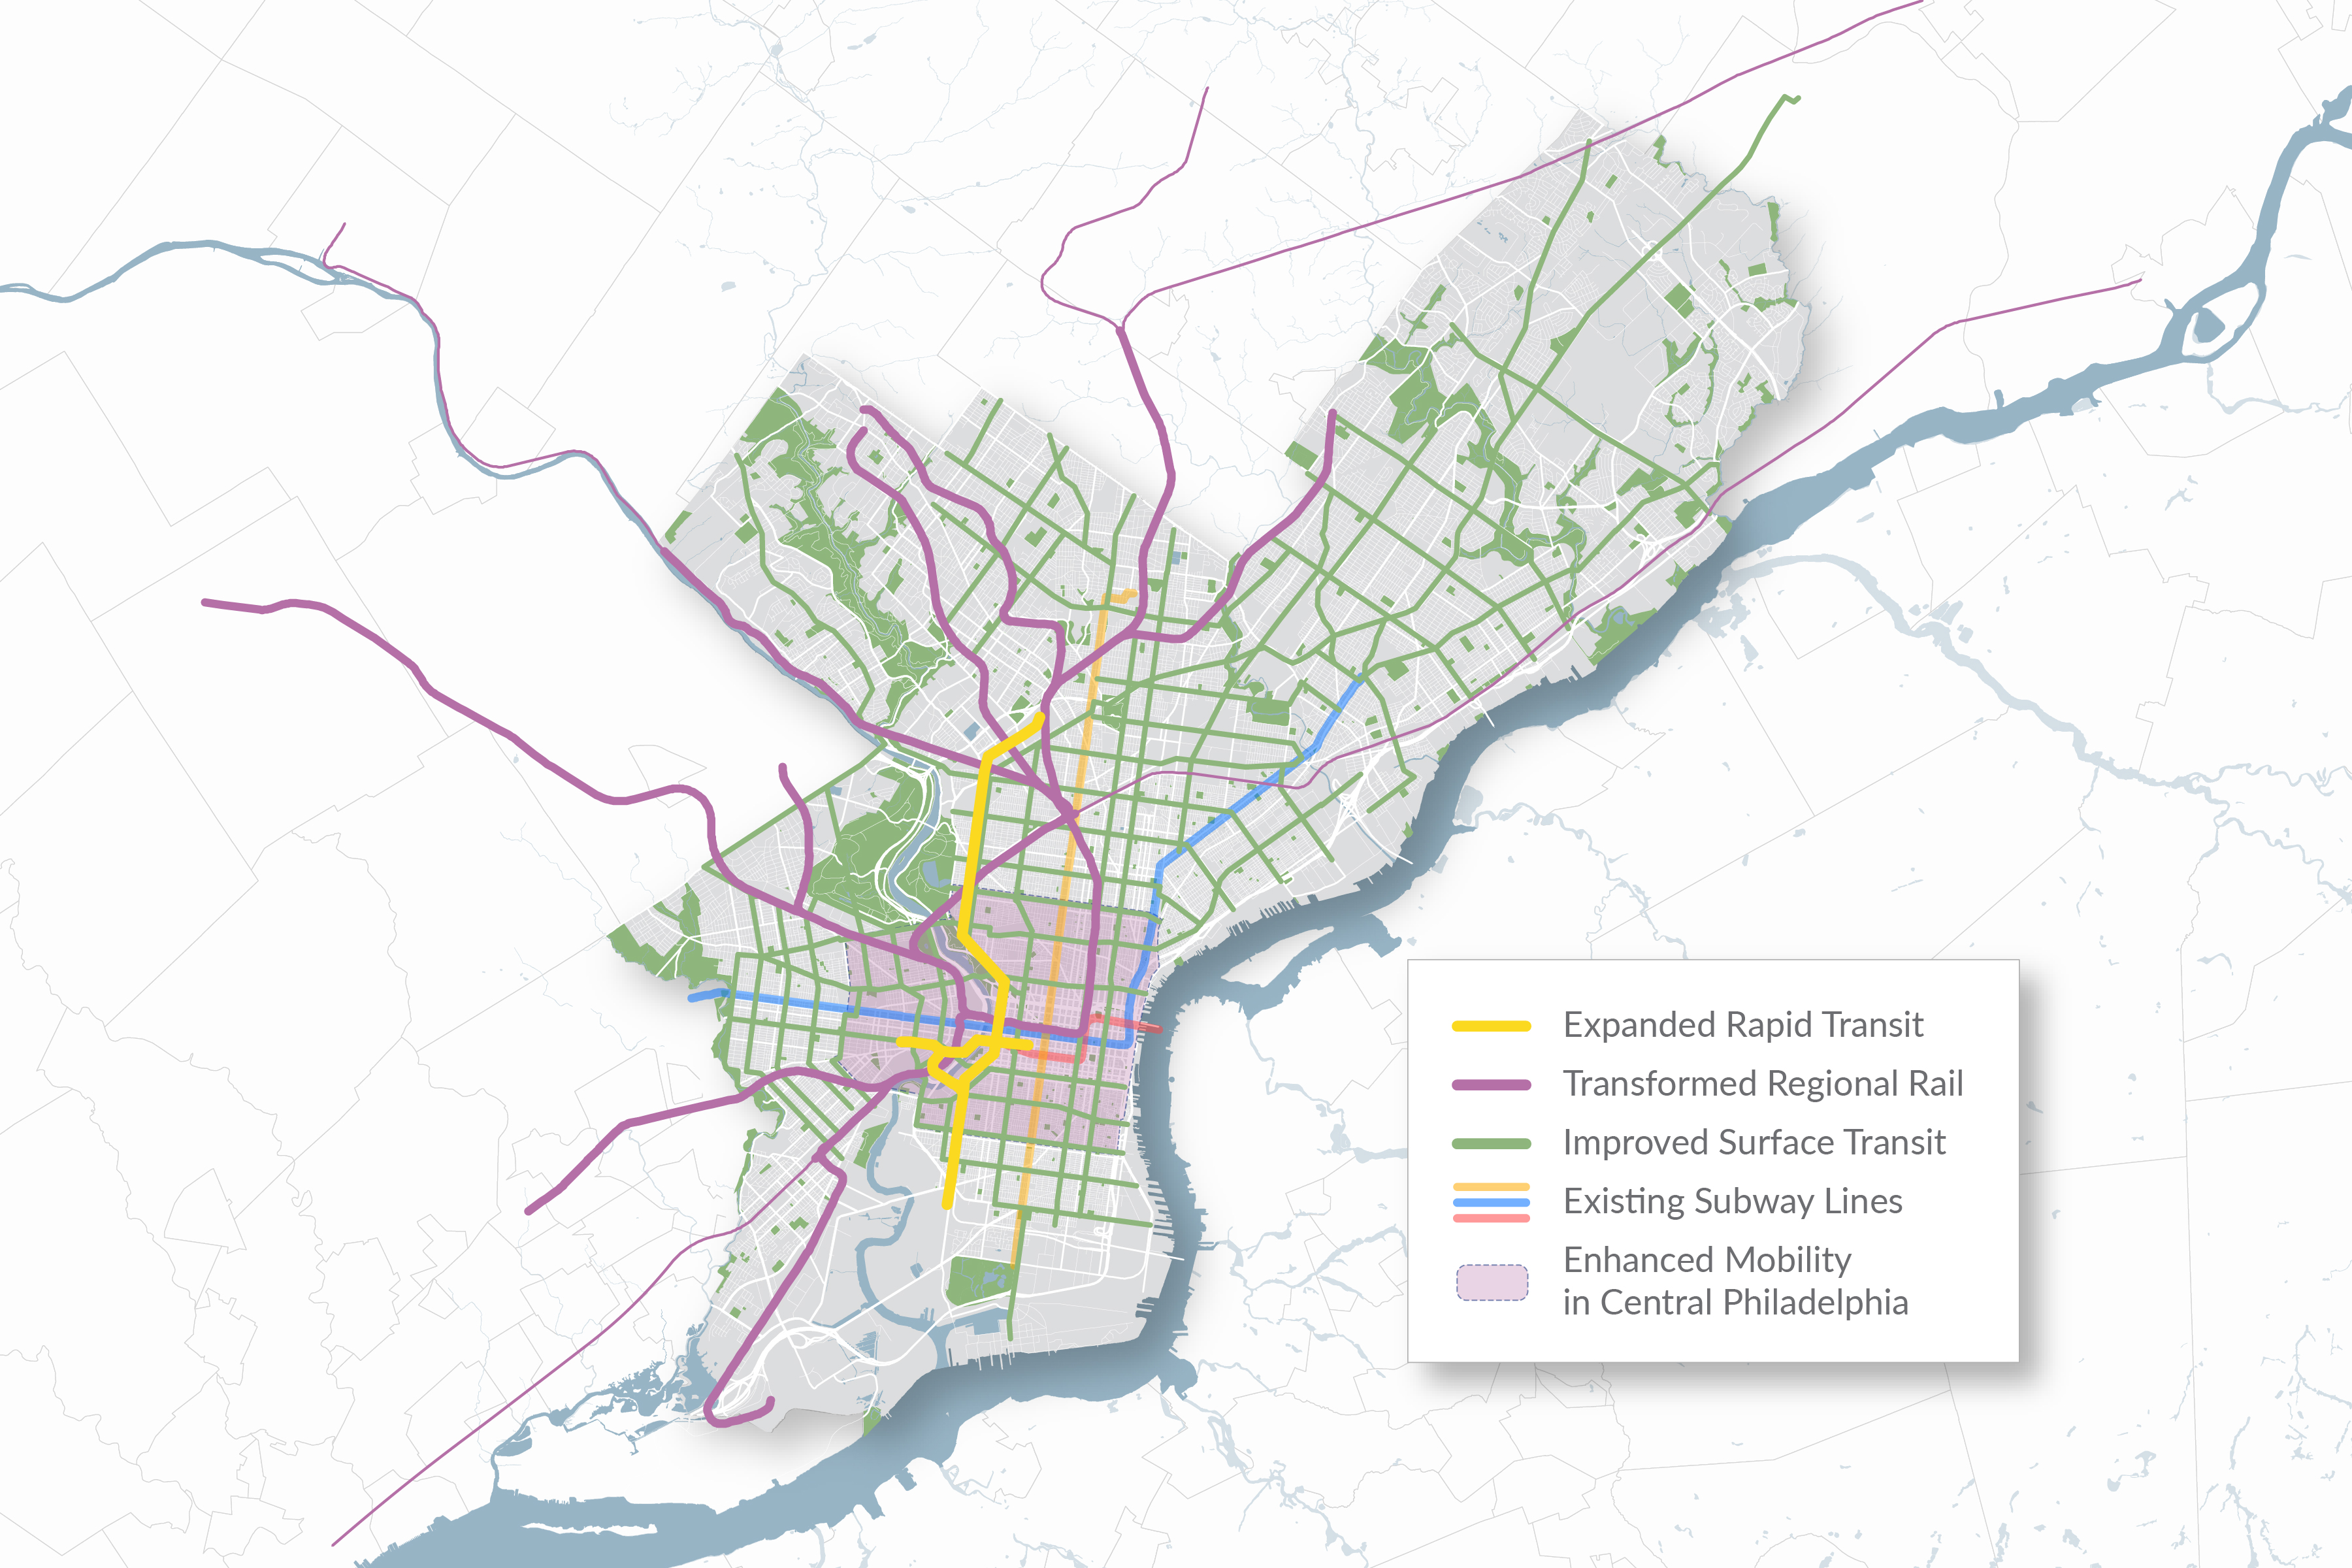 Expanded Rapid Transit
Transformed Regional Rail
Improved Surface Transit
Existing Subway Lines
Enhanced Mobility
in Central Philadelphia